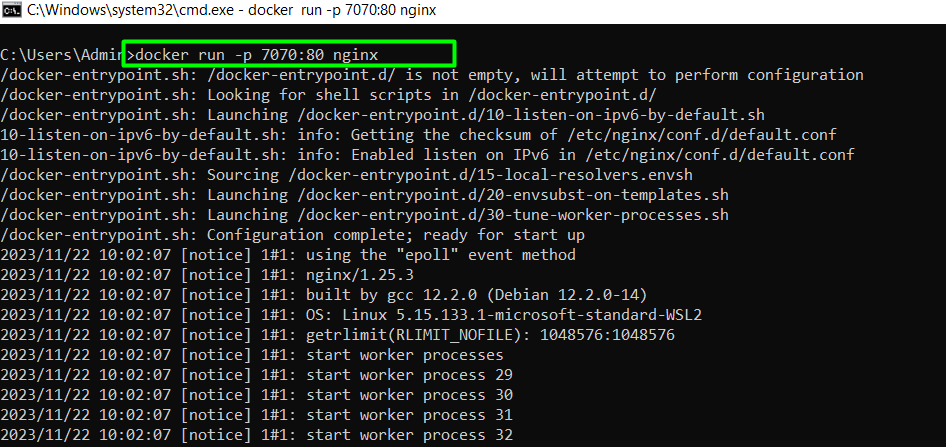 C:\Windows\system32\cmd.exe - docker  run -p 7070:80 nginx
C:\Users\Admin>docker run -p 7070:80 nginx
/docker-entrypoint.sh: /docker-entrypoint.d/ is not empty, will attempt to perform configuration
/docker-entrypoint.sh: Looking for shell scripts in /docker-entrypoint.d/
/docker-entrypoint.sh: Launching /docker-entrypoint.d/10-listen-on-ipv6-by-default.sh
10-listen-on-ipv6-by-default.sh: info: Getting the checksum of /etc/nginx/conf.d/default.conf
10-listen-on-ipv6-by-default.sh: info: Enabled listen on IPv6 in /etc/nginx/conf.d/default.conf
/docker-entrypoint.sh: Sourcing /docker-entrypoint.d/15-local-resolvers.envsh
/docker-entrypoint.sh: Launching /docker-entrypoint.d/20-envsubst-on-templates.sh
/docker-entrypoint.sh: Launching /docker-entrypoint.d/30-tune-worker-processes.sh
/docker-entrypoint.sh: Configuration complete; ready for start up
2023/11/22 10:02:07 [notice] 1#1: using the "epoll" event method
2023/11/22 10:02:07 [notice] 1#1: nginx/1.25.3
2023/11/22 10:02:07 [notice] 1#1: built by gcc 12.2.0 (Debian 12.2.0-14)
2023/11/22 10:02:07 [notice] 1#1: OS: Linux 5.15.133.1-microsoft-standard-WSL2
2023/11/22 10:02:07 [notice] 1#1: getrlimit(RLIMIT_NOFILE): 1048576:1048576
2023/11/22 10:02:07 [notice] 1#1: start worker processes
2023/11/22 10:02:07 [notice] 1#1: start worker process 29
2023/11/22 10:02:07 [notice] 1#1: start worker process 30
2023/11/22 10:02:07 [notice] 1#1: start worker process 31
2023/11/22 10:02:07 [notice] 1#1: start worker process 32